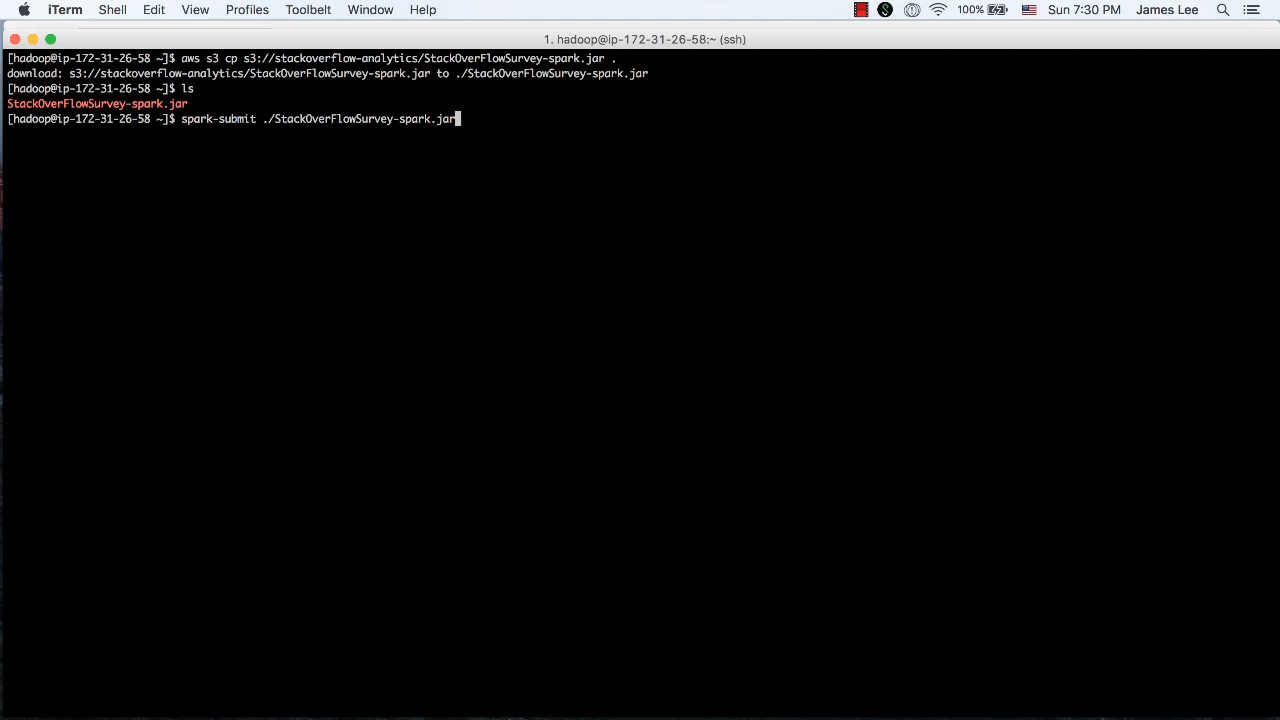 iTerm Shell Edit View Profiles Toolbelt Window Help 100% Sun 7:30 PM James Lee
1. hadoop@ip-172-31-26-58:~ (ssh)
[hadoop@ip-172-31-26-58 ~]$ aws s3 cp s3://stackoverflow-analytics/StackOverFlowSurvey-spark.jar .
download: s3://stackoverflow-analytics/StackOverFlowSurvey-spark.jar to ./StackOverFlowSurvey-spark.jar
[hadoop@ip-172-31-26-58 ~]$ ls
StackOverFlowSurvey-spark.jar
[hadoop@ip-172-31-26-58 ~]$ spark-submit ./StackOverFlowSurvey-spark.jar